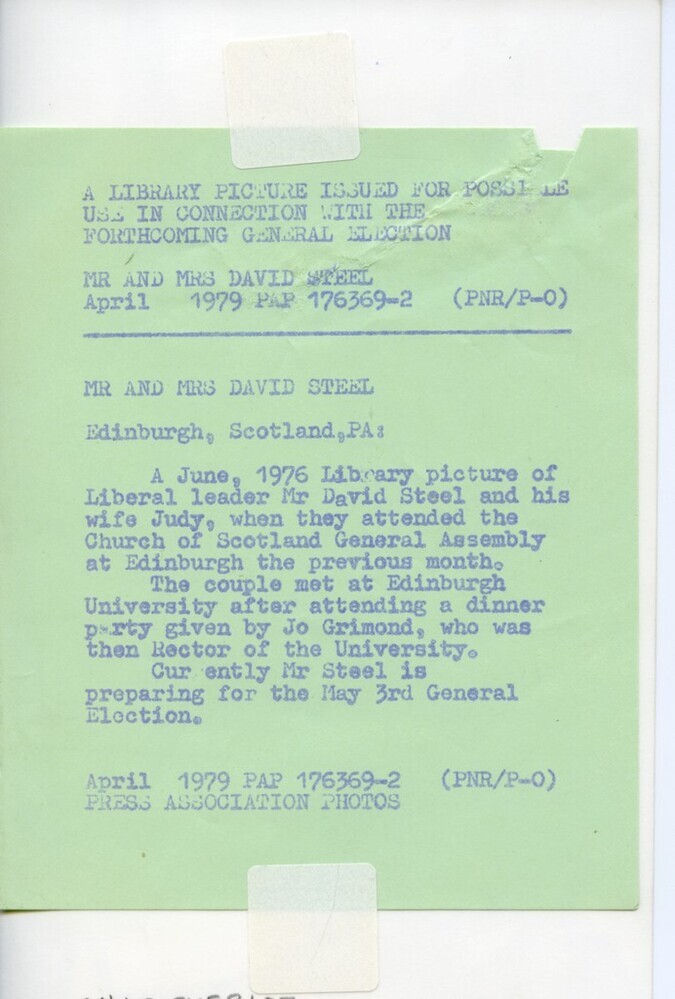 A LIBRARY PICTURE ISSUED FOR POSSIBLE
USE IN CONNECTION WITH THE
FORTHCOMING GENERAL ELECTION
MR AND MRS DAVID STEEL
April 1979 PAP 176369-2 (PNR/P-O)
MR AND MRS DAVID STEEL
Edinburgh, Scotland,PA:
A June, 1976 Library picture of
Liberal leader Mr David Steel and his
wife Judy, when they attended the
Church of Scotland General Assembly
at Edinburgh the previous month.
The couple met at Edinburgh
University after attending a dinner
party given by Jo Grimond, who was
then Rector of the University.
Currently Mr Steel is
preparing for the May 3rd General
Election.
April 1979 PAP 176369-2 (PNR/P-O)
PRESS ASSOCIATION PHOTOS